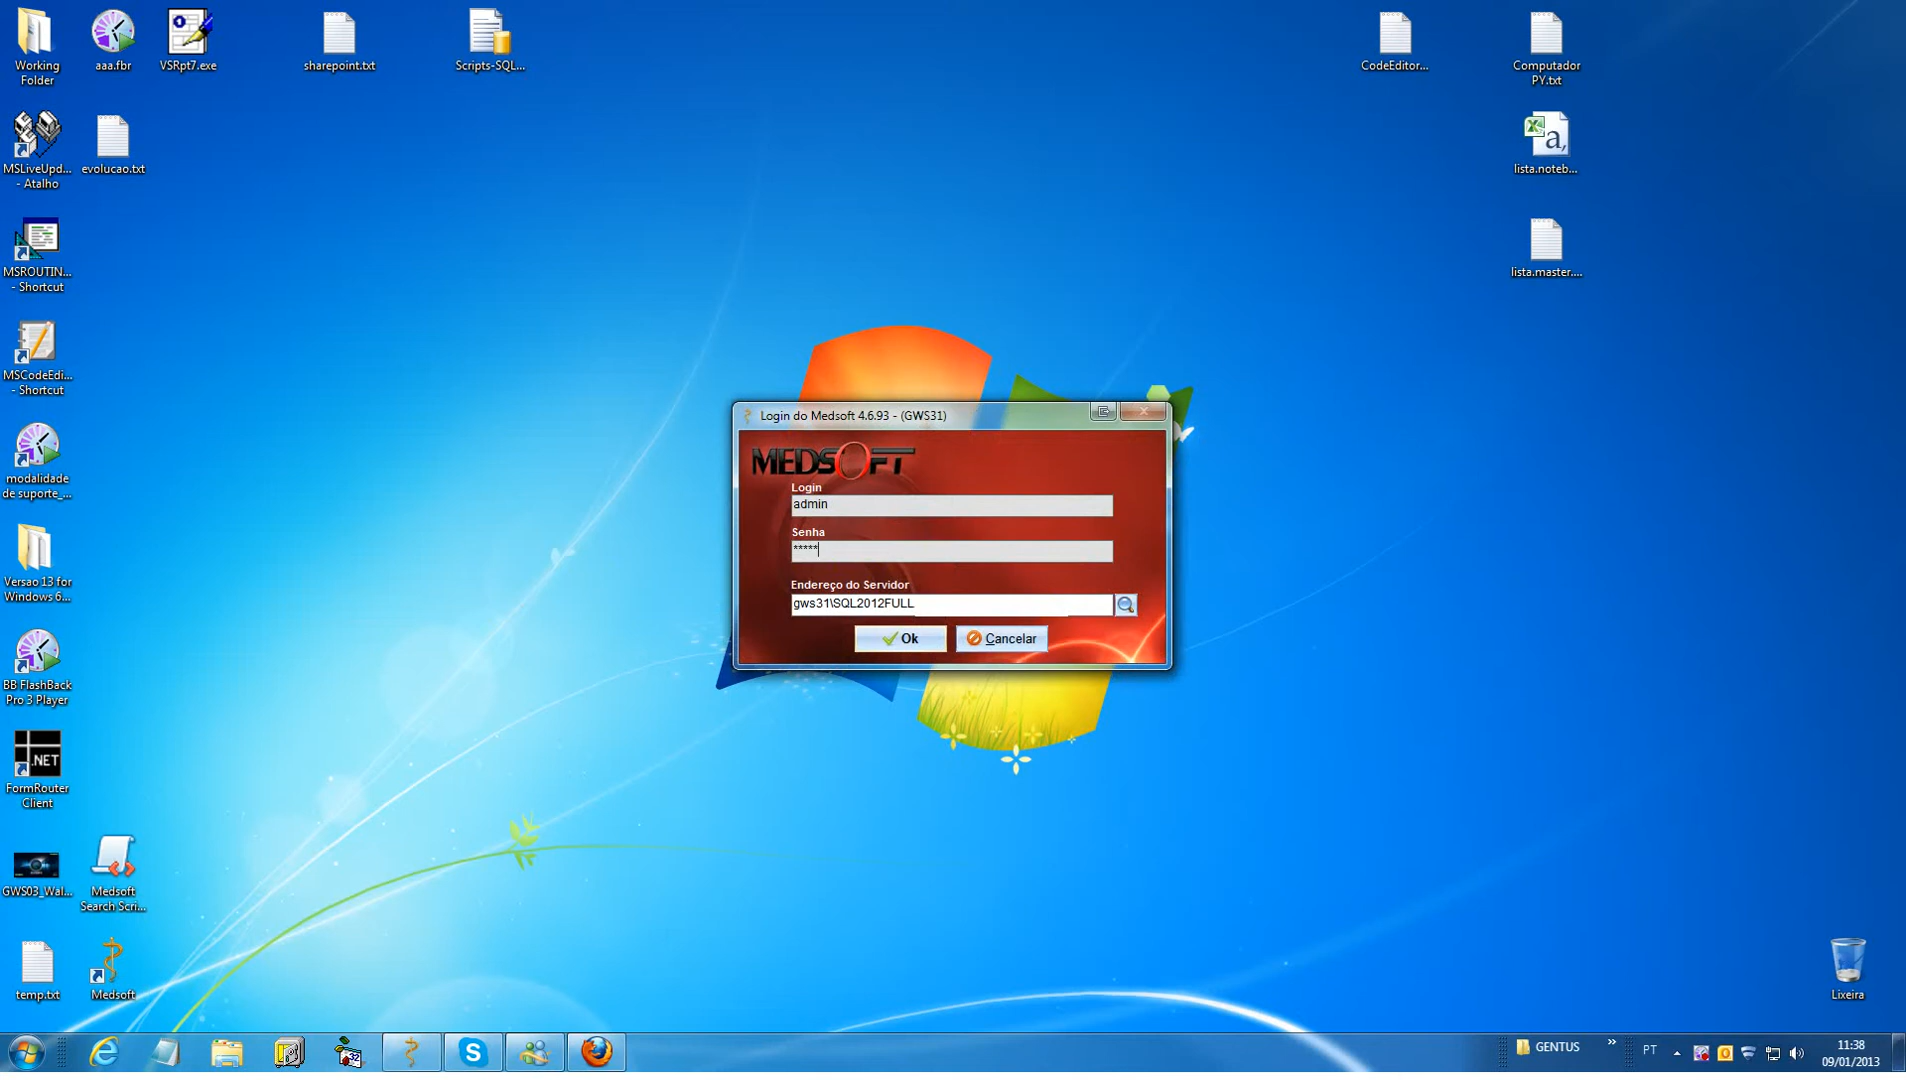 Working
Folder
aaa.fbr
VSRpt7.exe
sharepoint.txt
Scripts-SQL...
CodeEditor...
Computador
PY.txt
MSLiveUpd...
- Atalho
evolucao.txt
lista.noteb...
MSROUTIN...
- Shortcut
lista.master....
MSCodeEdi...
- Shortcut
modalidade
de suporte_...
Versao 13 for
Windows 6...
BB FlashBack
Pro 3 Player
.NET
FormRouter
Client
GWS03_Wal...
Medsoft
Search Scri...
temp.txt
Medsoft
Login do Medsoft 4.6.93 - (GWS31)
MEDSOFT
Login
admin
Senha
*****
Endereço do Servidor
gws31\SQL2012FULL
Ok
Cancelar
Lixeira
32
GENTUS
»
PT
11:38
09/01/2013